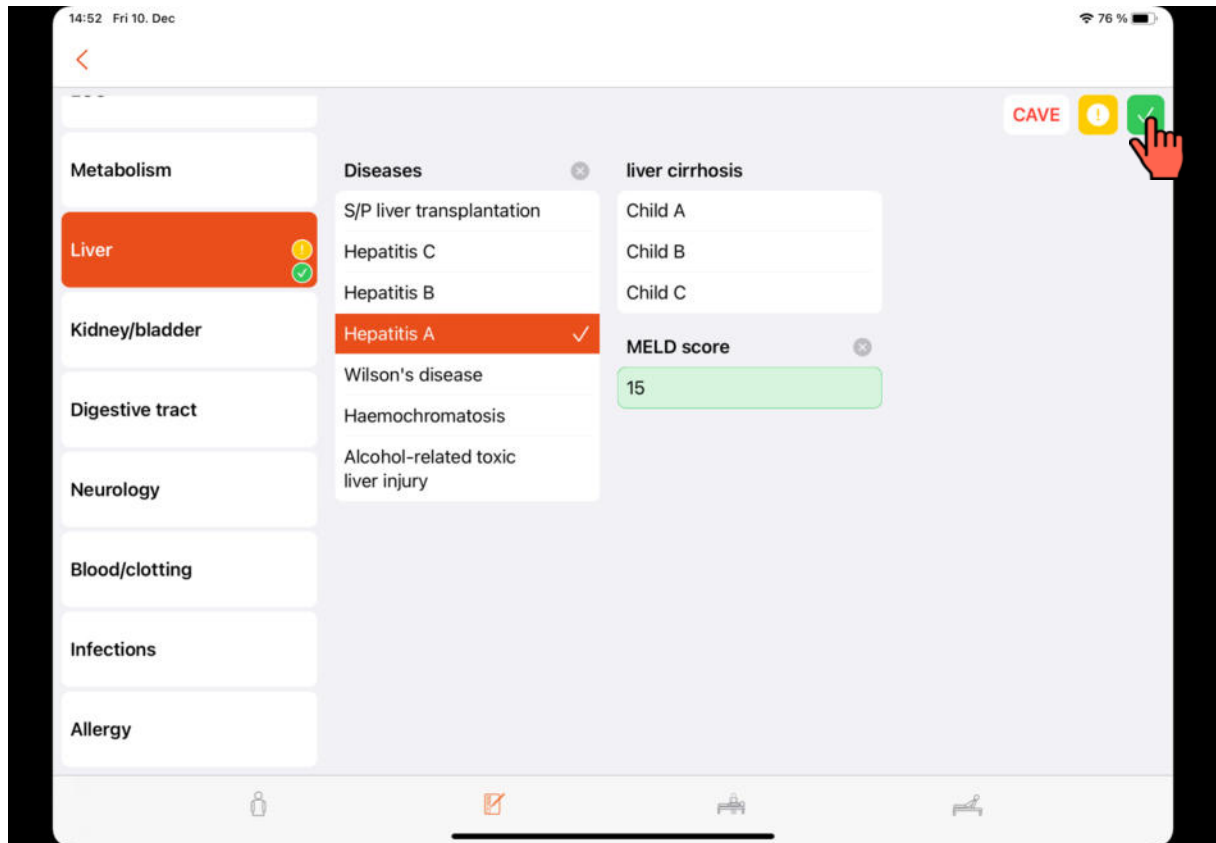 14:52 Fri 10. Dec
76 %
CAVE
Metabolism
Liver
Kidney/bladder
Digestive tract
Neurology
Blood/clotting
Infections
Allergy
Diseases
S/P liver transplantation
Hepatitis C
Hepatitis B
Hepatitis A
Wilson's disease
Haemochromatosis
Alcohol-related toxic
liver injury
liver cirrhosis
Child A
Child B
Child C
MELD score
15